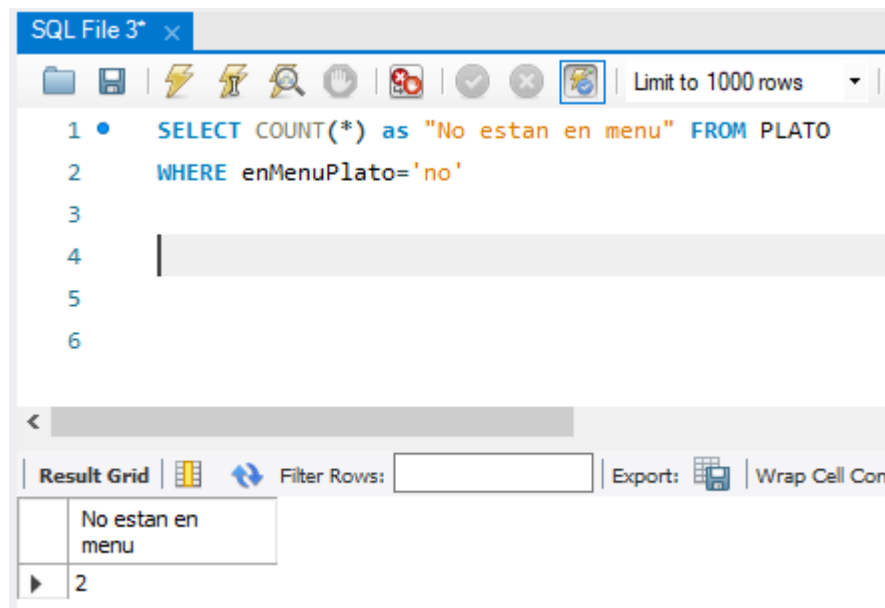 SQL File 3*
Limit to 1000 rows
1 SELECT COUNT(*) as "No estan en menu" FROM PLATO
2 WHERE enMenuPlato='no'
3
4
5
6
Result Grid Filter Rows: Export: Wrap Cell Con
No estan en
menu
2